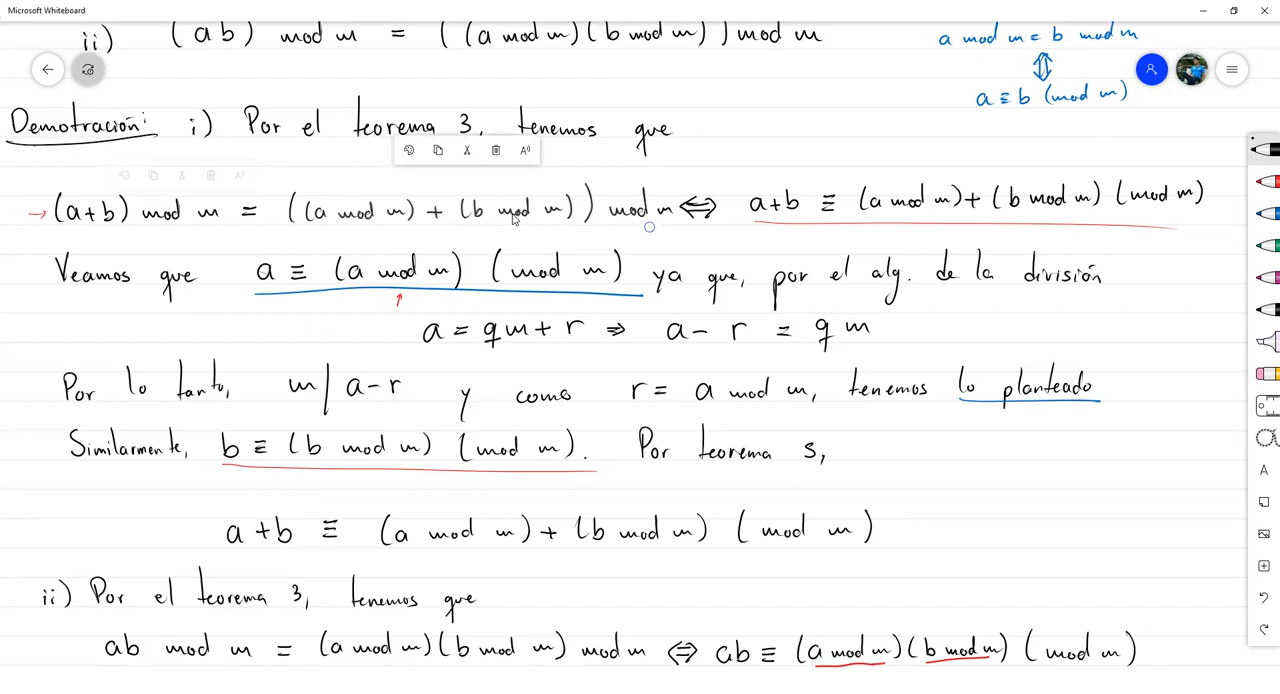 Microsoft Whiteboard
ii) (ab) mod m = ((a mod m)(b mod m)) mod m
a mod m = b mod m
⇕
a ≡ b (mod m)
Demotración: i) Por el teorema 3, tenemos que
→ (a+b) mod m = ((a mod m) + (b mod m)) mod m ⇔ a+b ≡ (a mod m)+(b mod m) (mod m)
Veamos que a ≡ (a mod m) (mod m) ya que, por el alg. de la división
a = qm + r ⇒ a - r = qm
Por lo tanto, m | a-r y como r = a mod m, tenemos lo planteado
Similarmente, b ≡ (b mod m) (mod m). Por teorema 5,
a+b ≡ (a mod m) + (b mod m) (mod m)
ii) Por el teorema 3, tenemos que
ab mod m = (a mod m)(b mod m) mod m ⇔ ab ≡ (a mod m)(b mod m) (mod m)